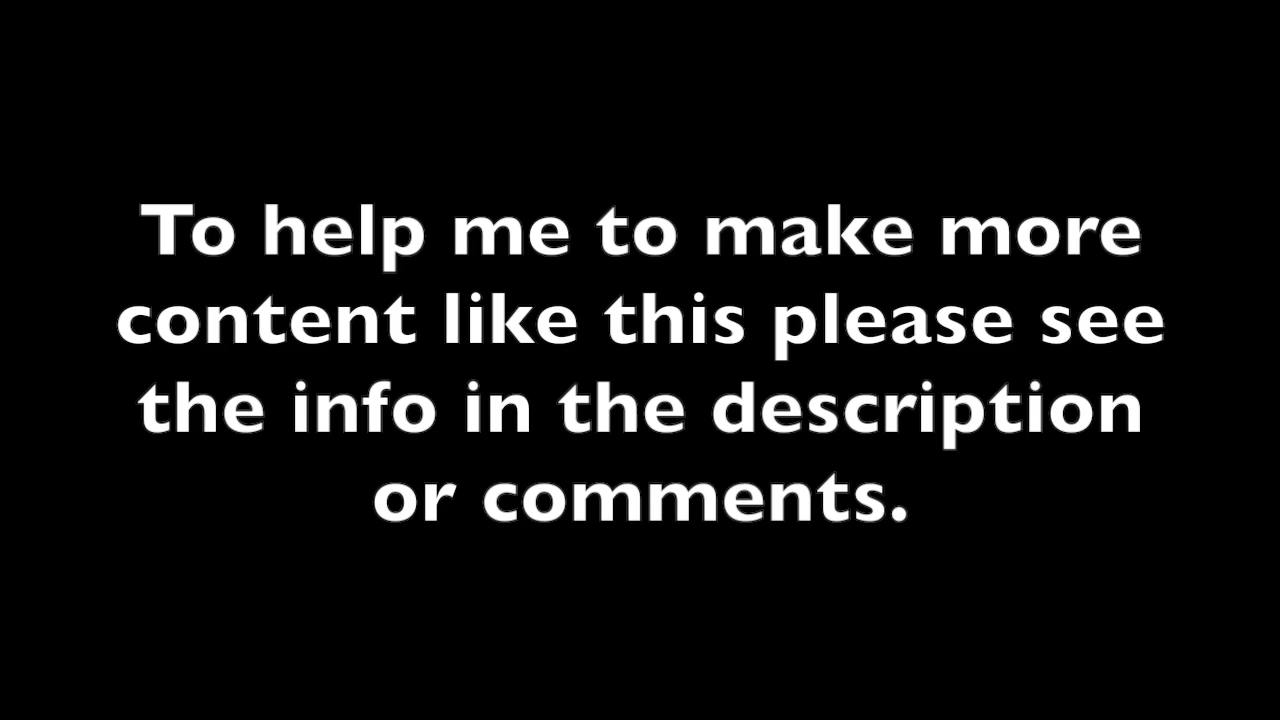 To help me to make more
content like this please see
the info in the description
or comments.